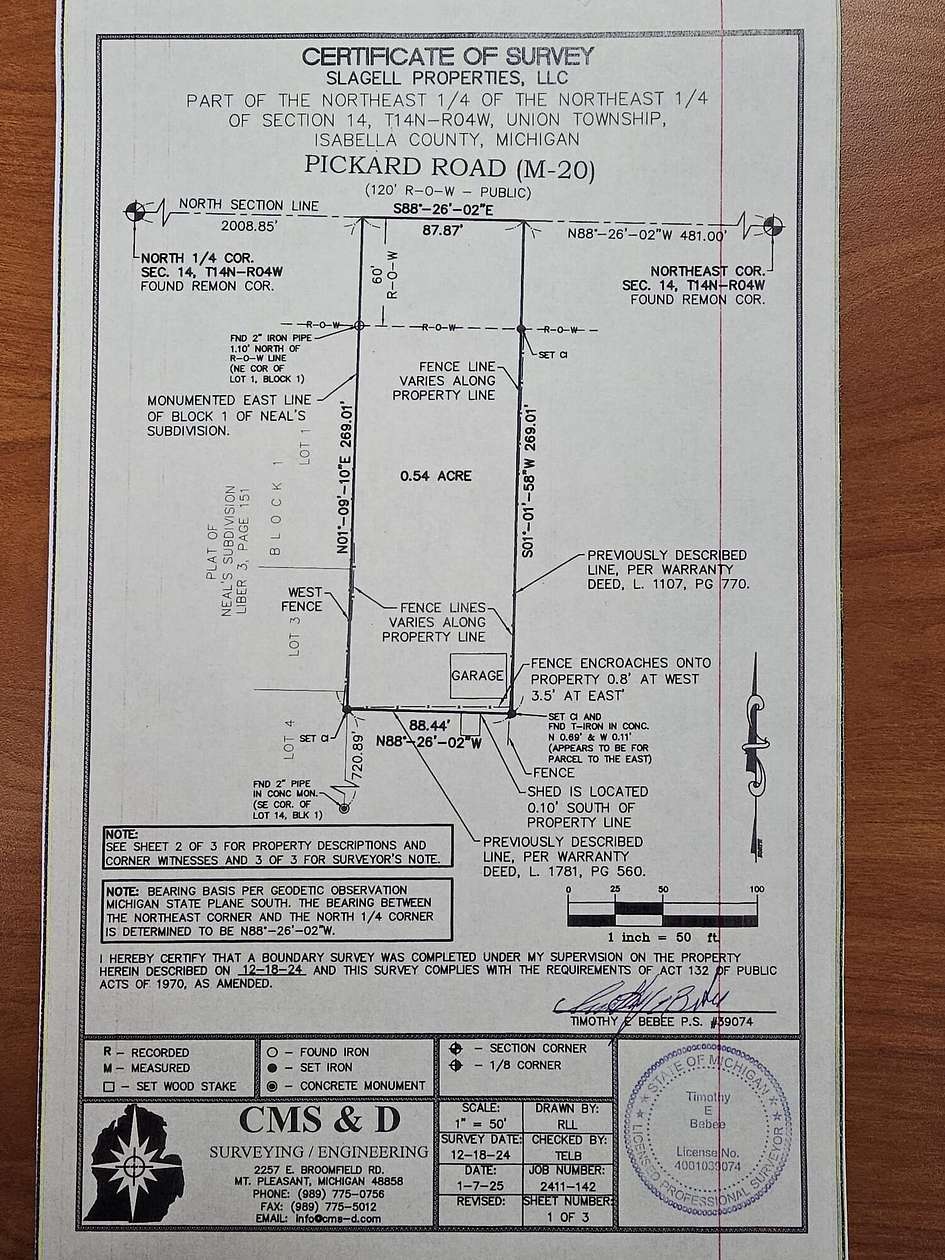 CERTIFICATE OF SURVEY
SLAGELL PROPERTIES, LLC
PART OF THE NORTHEAST 1/4 OF THE NORTHEAST 1/4
OF SECTION 14, T14N-R04W, UNION TOWNSHIP,
ISABELLA COUNTY, MICHIGAN
PICKARD ROAD (M-20)
(120' R-O-W - PUBLIC)
NORTH SECTION LINE
2008.85'
S88°-26'-02"E
87.87'
N88°-26'-02"W 481.00'
NORTH 1/4 COR.
SEC. 14, T14N-R04W
FOUND REMON COR.
60'
R-O-W
NORTHEAST COR.
SEC. 14, T14N-R04W
FOUND REMON COR.
R-O-W
R-O-W
R-O-W
FND 2" IRON PIPE
1.10' NORTH OF
R-O-W LINE
(NE COR OF
LOT 1, BLOCK 1)
SET CI
FENCE LINE
VARIES ALONG
PROPERTY LINE
MONUMENTED EAST LINE
OF BLOCK 1 OF NEAL'S
SUBDIVISION.
LOT 1
N01°-09'-10"E 269.01'
S01°-01'-58"W 269.01'
0.54 ACRE
BLOCK 1
PLAT OF
NEAL'S SUBDIVISION
LIBER 3, PAGE 151
PREVIOUSLY DESCRIBED
LINE, PER WARRANTY
DEED, L. 1107, PG 770.
WEST
FENCE
LOT 3
FENCE LINES
VARIES ALONG
PROPERTY LINE
GARAGE
FENCE ENCROACHES ONTO
PROPERTY 0.8' AT WEST
3.5' AT EAST'
LOT 4
SET CI
720.89'
88.44'
N88°-26'-02"W
SET CI AND
FND T-IRON IN CONC.
N 0.69' & W 0.11'
(APPEARS TO BE FOR
PARCEL TO THE EAST)
FENCE
SHED IS LOCATED
0.10' SOUTH OF
PROPERTY LINE
FND 2" PIPE
IN CONC MON.
(SE COR. OF
LOT 14, BLK 1)
PREVIOUSLY DESCRIBED
LINE, PER WARRANTY
DEED, L. 1781, PG 560.
NORTH
NOTE:
SEE SHEET 2 OF 3 FOR PROPERTY DESCRIPTIONS AND
CORNER WITNESSES AND 3 OF 3 FOR SURVEYOR'S NOTE.
NOTE: BEARING BASIS PER GEODETIC OBSERVATION
MICHIGAN STATE PLANE SOUTH. THE BEARING BETWEEN
THE NORTHEAST CORNER AND THE NORTH 1/4 CORNER
IS DETERMINED TO BE N88°-26'-02"W.
0 25 50 100
1 inch = 50 ft.
I HEREBY CERTIFY THAT A BOUNDARY SURVEY WAS COMPLETED UNDER MY SUPERVISION ON THE PROPERTY
HEREIN DESCRIBED ON 12-18-24 AND THIS SURVEY COMPLIES WITH THE REQUIREMENTS OF ACT 132 OF PUBLIC
ACTS OF 1970, AS AMENDED.
TIMOTHY E BEBEE P.S. #39074
R - RECORDED
M - MEASURED
- SET WOOD STAKE
- FOUND IRON
- SET IRON
- CONCRETE MONUMENT
- SECTION CORNER
- 1/8 CORNER
CMS & D
SURVEYING / ENGINEERING
2257 E. BROOMFIELD RD.
MT. PLEASANT, MICHIGAN 48858
PHONE: (989) 775-0756
FAX: (989) 775-5012
EMAIL: info@cms-d.com
SCALE:
1" = 50'
DRAWN BY:
RLL
SURVEY DATE:
12-18-24
CHECKED BY:
TELB
DATE:
1-7-25
JOB NUMBER:
2411-142
REVISED:
SHEET NUMBER:
1 OF 3
STATE OF MICHIGAN
Timothy
E
Bebee
License No.
4001039074
LICENSED PROFESSIONAL SURVEYOR